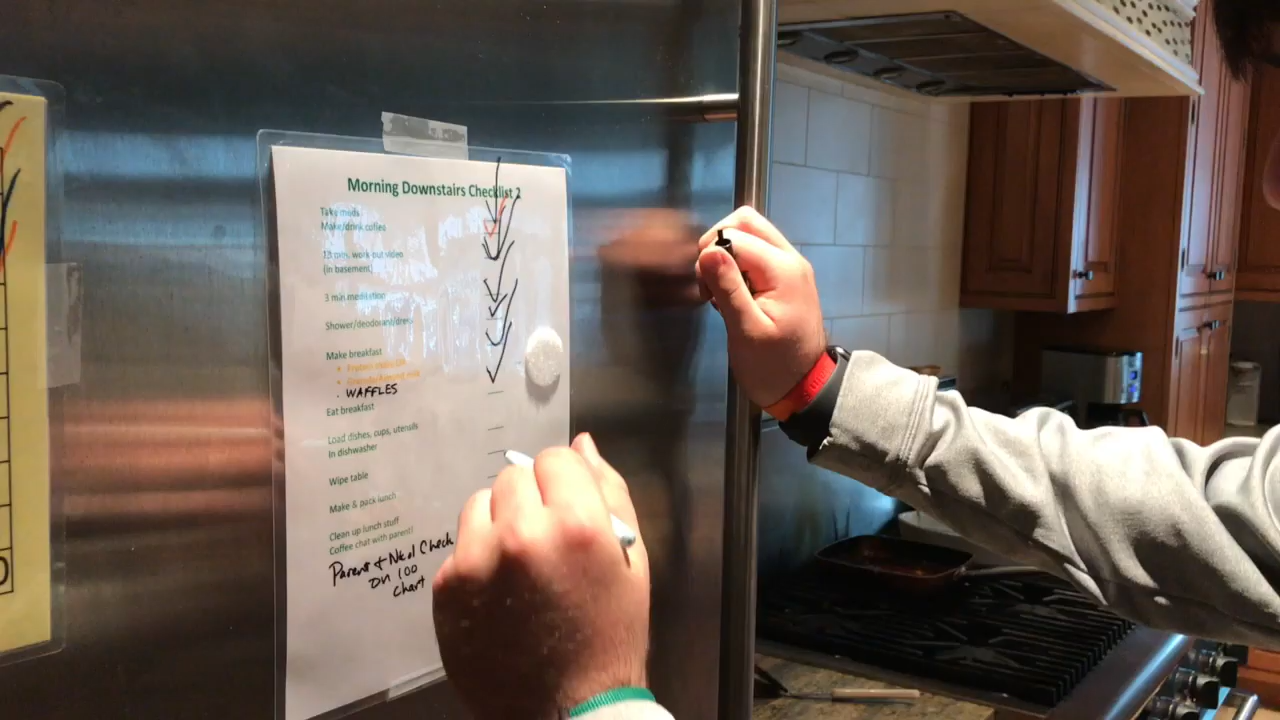 Morning Downstairs Checklist 2
Take meds
Make/drink coffee
work out video
(in basement)
3 min meditation
Shower/deodorant/dress
Make breakfast
• WAFFLES
Eat breakfast
Load dishes, cups, utensils
In dishwasher
Wipe table
Make & pack lunch
Clean up lunch stuff
Coffee chat with parent!
Parent + Neal Check
on 100
chart